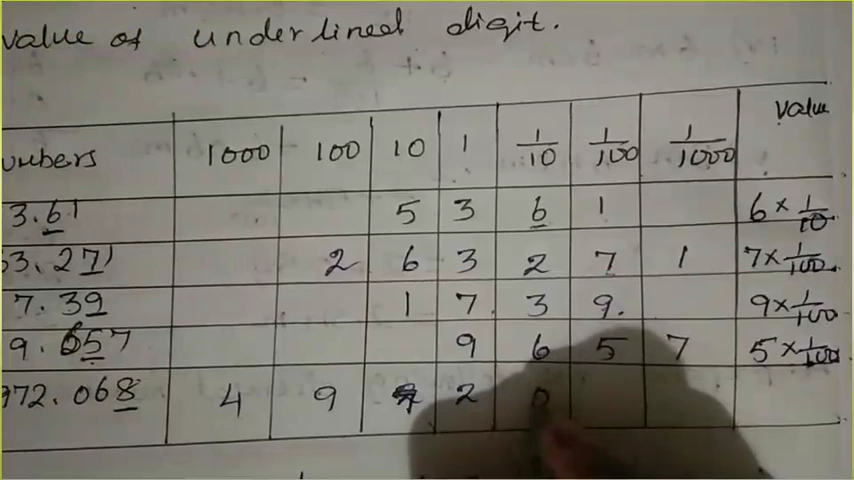 value of underlined digit.
umbers 1000 100 10 1 1/10 1/100 1/1000 value
3.61 5 3 6 1 6 × 1/10
63.271 2 6 3 2 7 1 7 × 1/100
7.39 1 7 3 9. 9 × 1/100
9.657 9 6 5 7 5 × 1/100
972.068 4 9 7 2 0